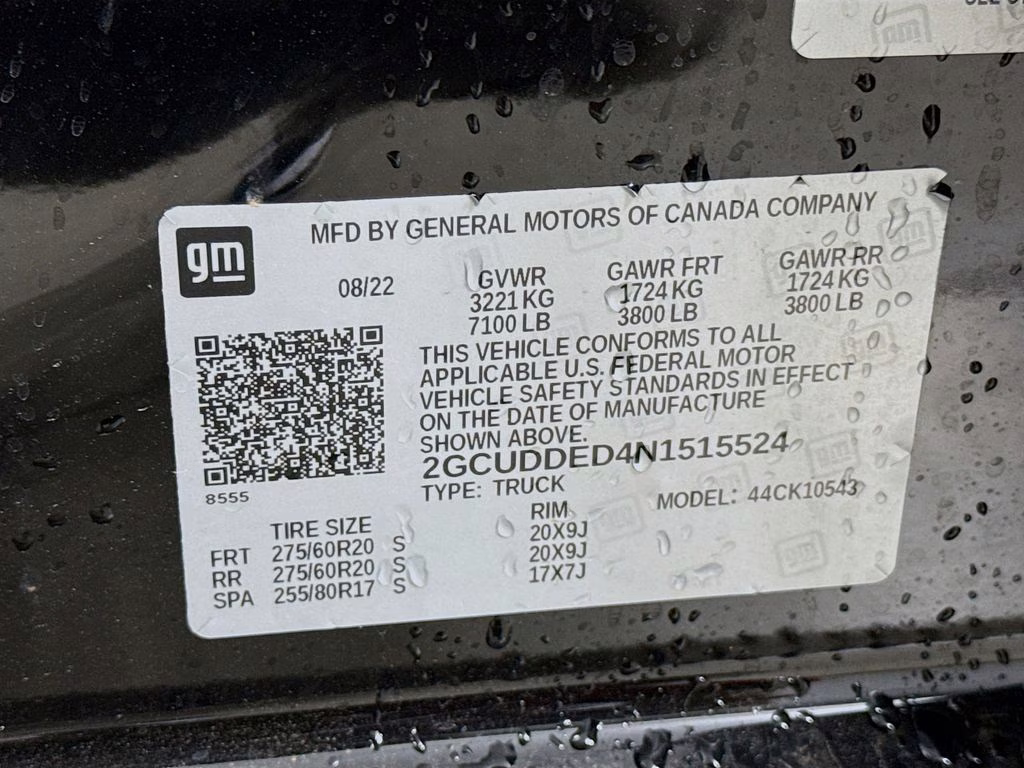 gm
MFD BY GENERAL MOTORS OF CANADA COMPANY
08/22
GVWR GAWR FRT GAWR RR
3221 KG 1724 KG 1724 KG
7100 LB 3800 LB 3800 LB
THIS VEHICLE CONFORMS TO ALL
APPLICABLE U.S. FEDERAL MOTOR
VEHICLE SAFETY STANDARDS IN EFFECT
ON THE DATE OF MANUFACTURE
SHOWN ABOVE.
2GCUDDED4N1515524
8555
TYPE: TRUCK MODEL: 44CK10543
TIRE SIZE RIM
FRT 275/60R20 S 20X9J
RR 275/60R20 S 20X9J
SPA 255/80R17 S 17X7J